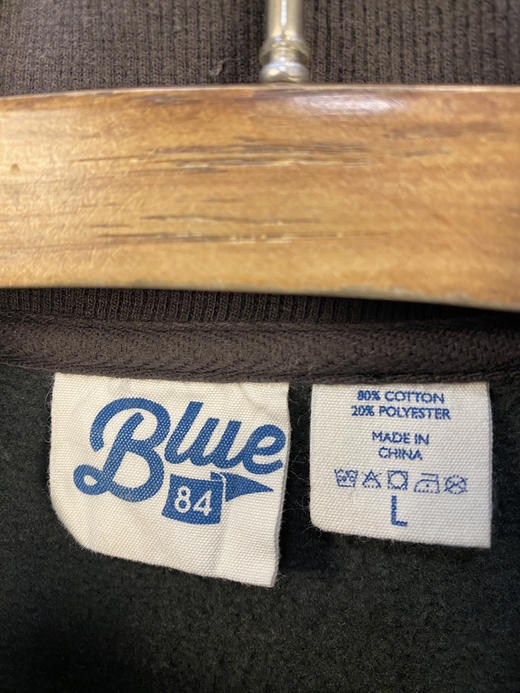 Blue
84
80% COTTON
20% POLYESTER
MADE IN
CHINA
L